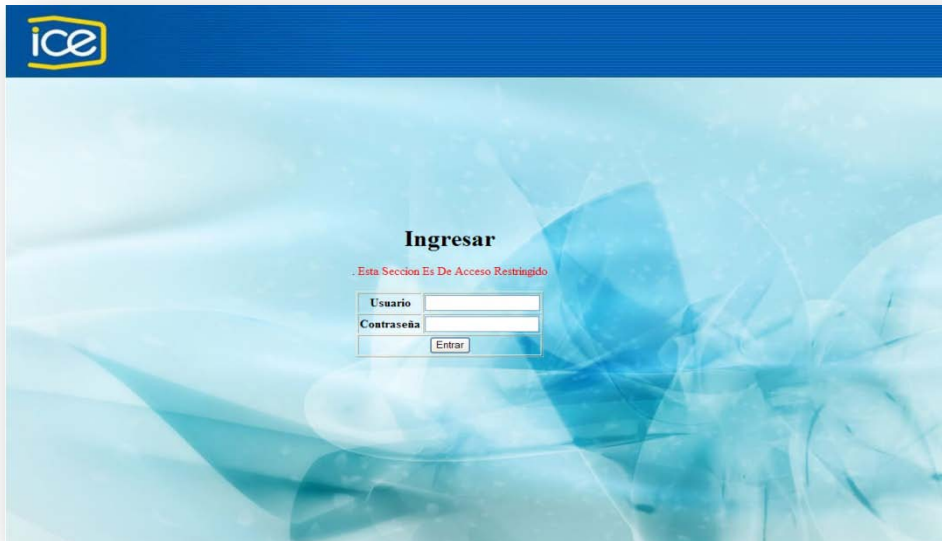 ice
Ingresar
. Esta Seccion Es De Acceso Restringido
Usuario
Contraseña
Entrar